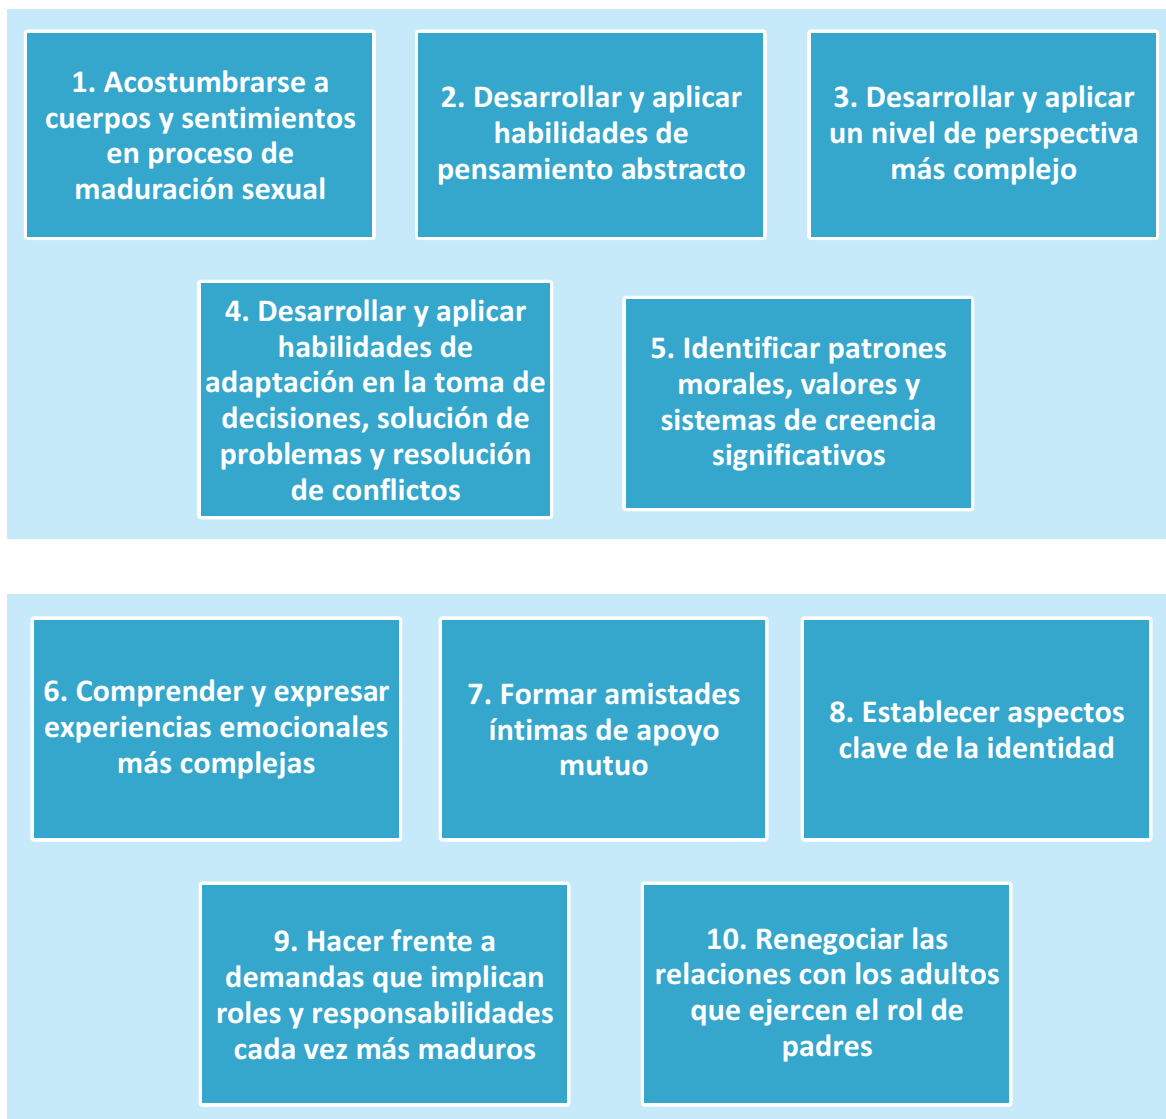 1. Acostumbrarse a
cuerpos y sentimientos
en proceso de
maduración sexual
2. Desarrollar y aplicar
habilidades de
pensamiento abstracto
3. Desarrollar y aplicar
un nivel de perspectiva
más complejo
4. Desarrollar y aplicar
habilidades de
adaptación en la toma de
decisiones, solución de
problemas y resolución
de conflictos
5. Identificar patrones
morales, valores y
sistemas de creencia
significativos
6. Comprender y expresar
experiencias emocionales
más complejas
7. Formar amistades
íntimas de apoyo
mutuo
8. Establecer aspectos
clave de la identidad
9. Hacer frente a
demandas que implican
roles y responsabilidades
cada vez más maduros
10. Renegociar las
relaciones con los adultos
que ejercen el rol de
padres